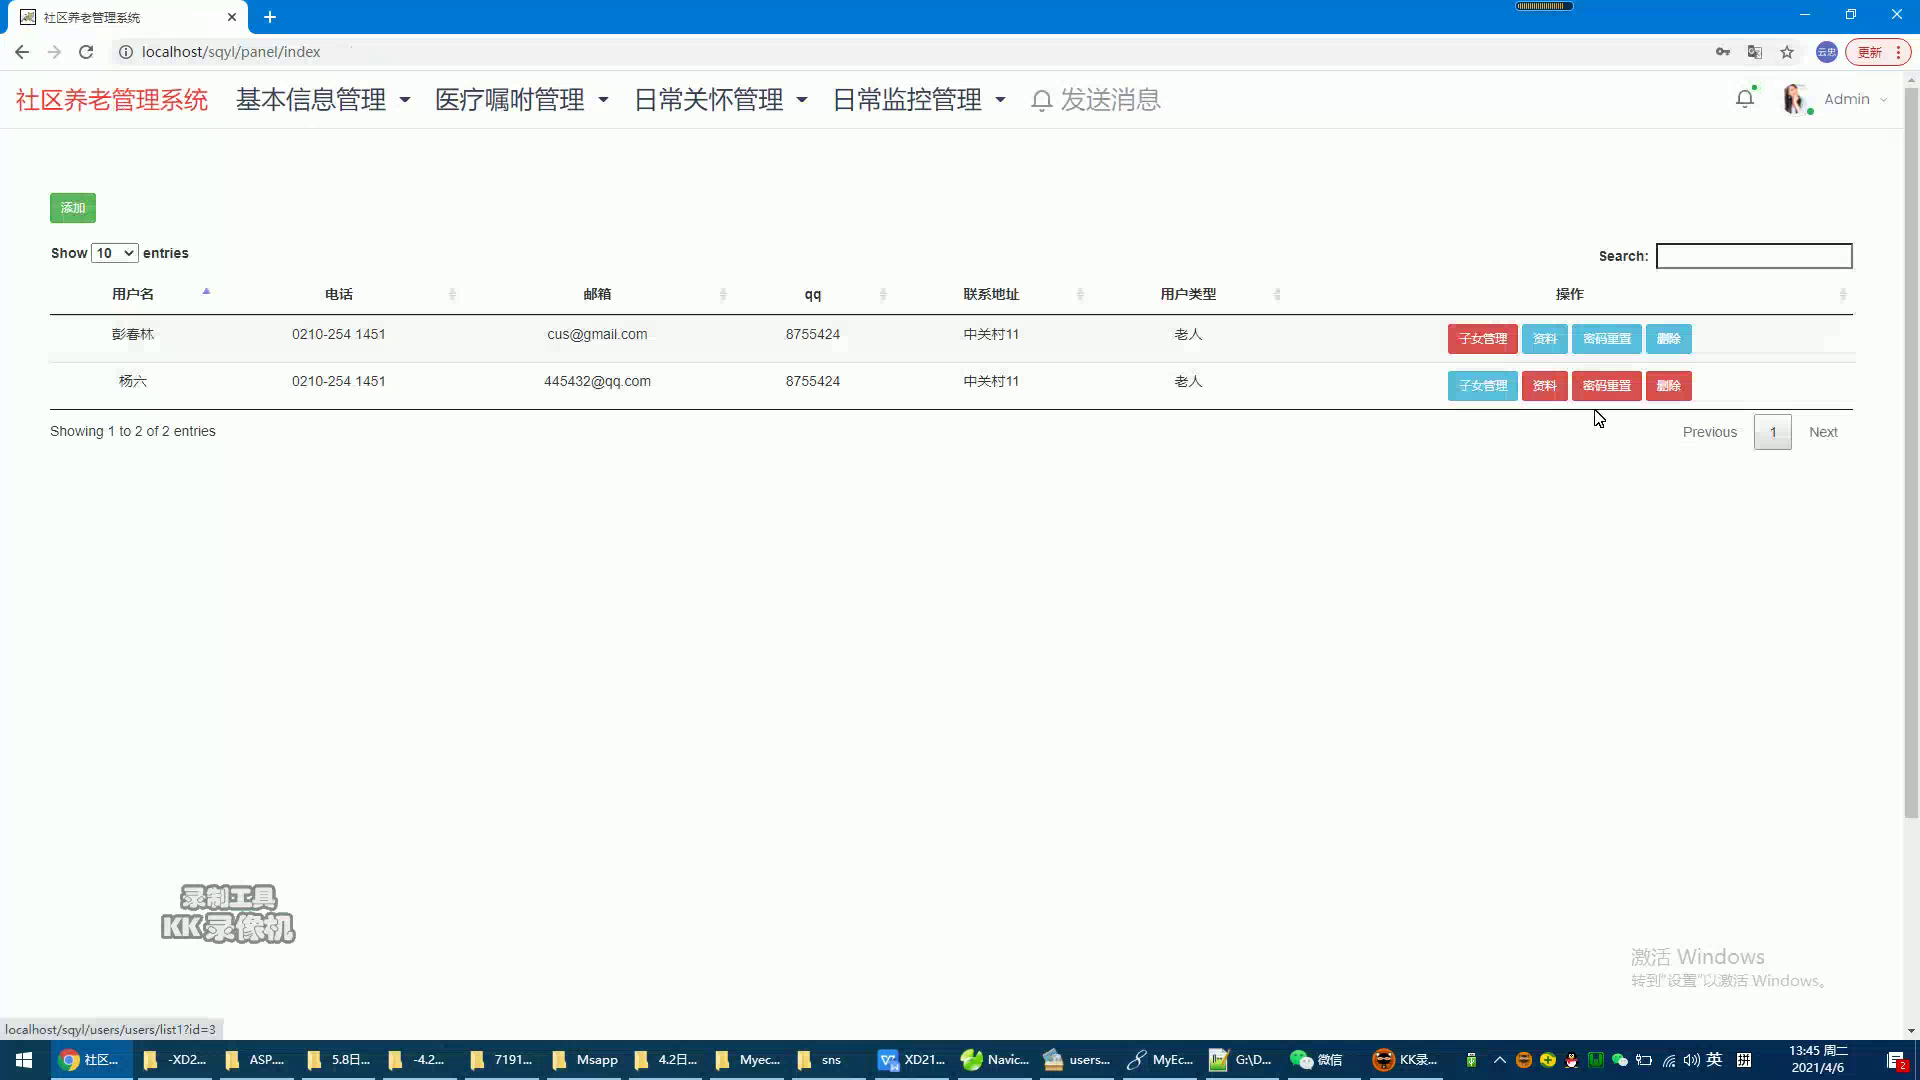 社区养老管理系统
localhost/sqyl/panel/index
云忠
更新
社区养老管理系统 基本信息管理 医疗嘱咐管理 日常关怀管理 日常监控管理 发送消息 Admin
添加
Show 10 entries
Search:
用户名 电话 邮箱 qq 联系地址 用户类型 操作
彭春林 0210-254 1451 cus@gmail.com 8755424 中关村11 老人 子女管理 资料 密码重置 删除
杨六 0210-254 1451 445432@qq.com 8755424 中关村11 老人 子女管理 资料 密码重置 删除
Showing 1 to 2 of 2 entries
Previous 1 Next
录制工具
KK录像机
激活 Windows
转到“设置”以激活 Windows。
localhost/sqyl/users/users/list1?id=3
社区... -XD2... ASP.... 5.8日... -4.2... 7191... Msapp 4.2日... Myec... sns XD21... Navic... users... MyEc... G:\D... 微信 KK录... 英 拼 13:45 周二
2021/4/6
2